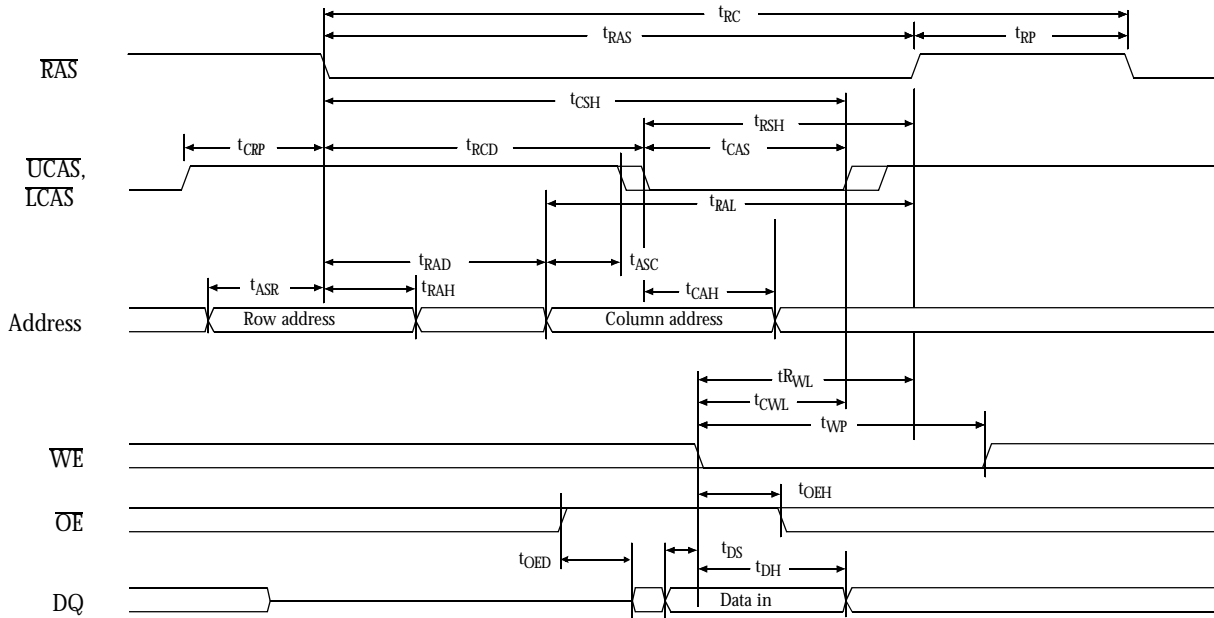 tRC
tRAS
tRP
RAS
tCSH
tRSH
tCRP
tRCD
tCAS
UCAS,
LCAS
tRAL
tRAD
tASC
tASR
tRAH
tCAH
Address
Row address
Column address
tRWL
tCWL
tWP
WE
tOEH
OE
tOED
tDS
tDH
DQ
Data in